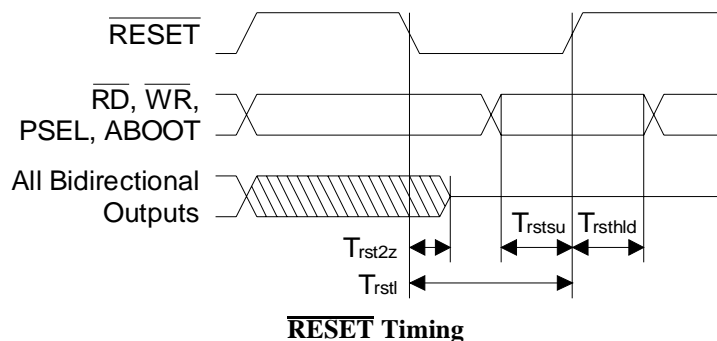 RESET
RD, WR,
PSEL, ABOOT
All Bidirectional
Outputs
Trst2z
Trstsu
Trsthld
Trstl
RESET Timing